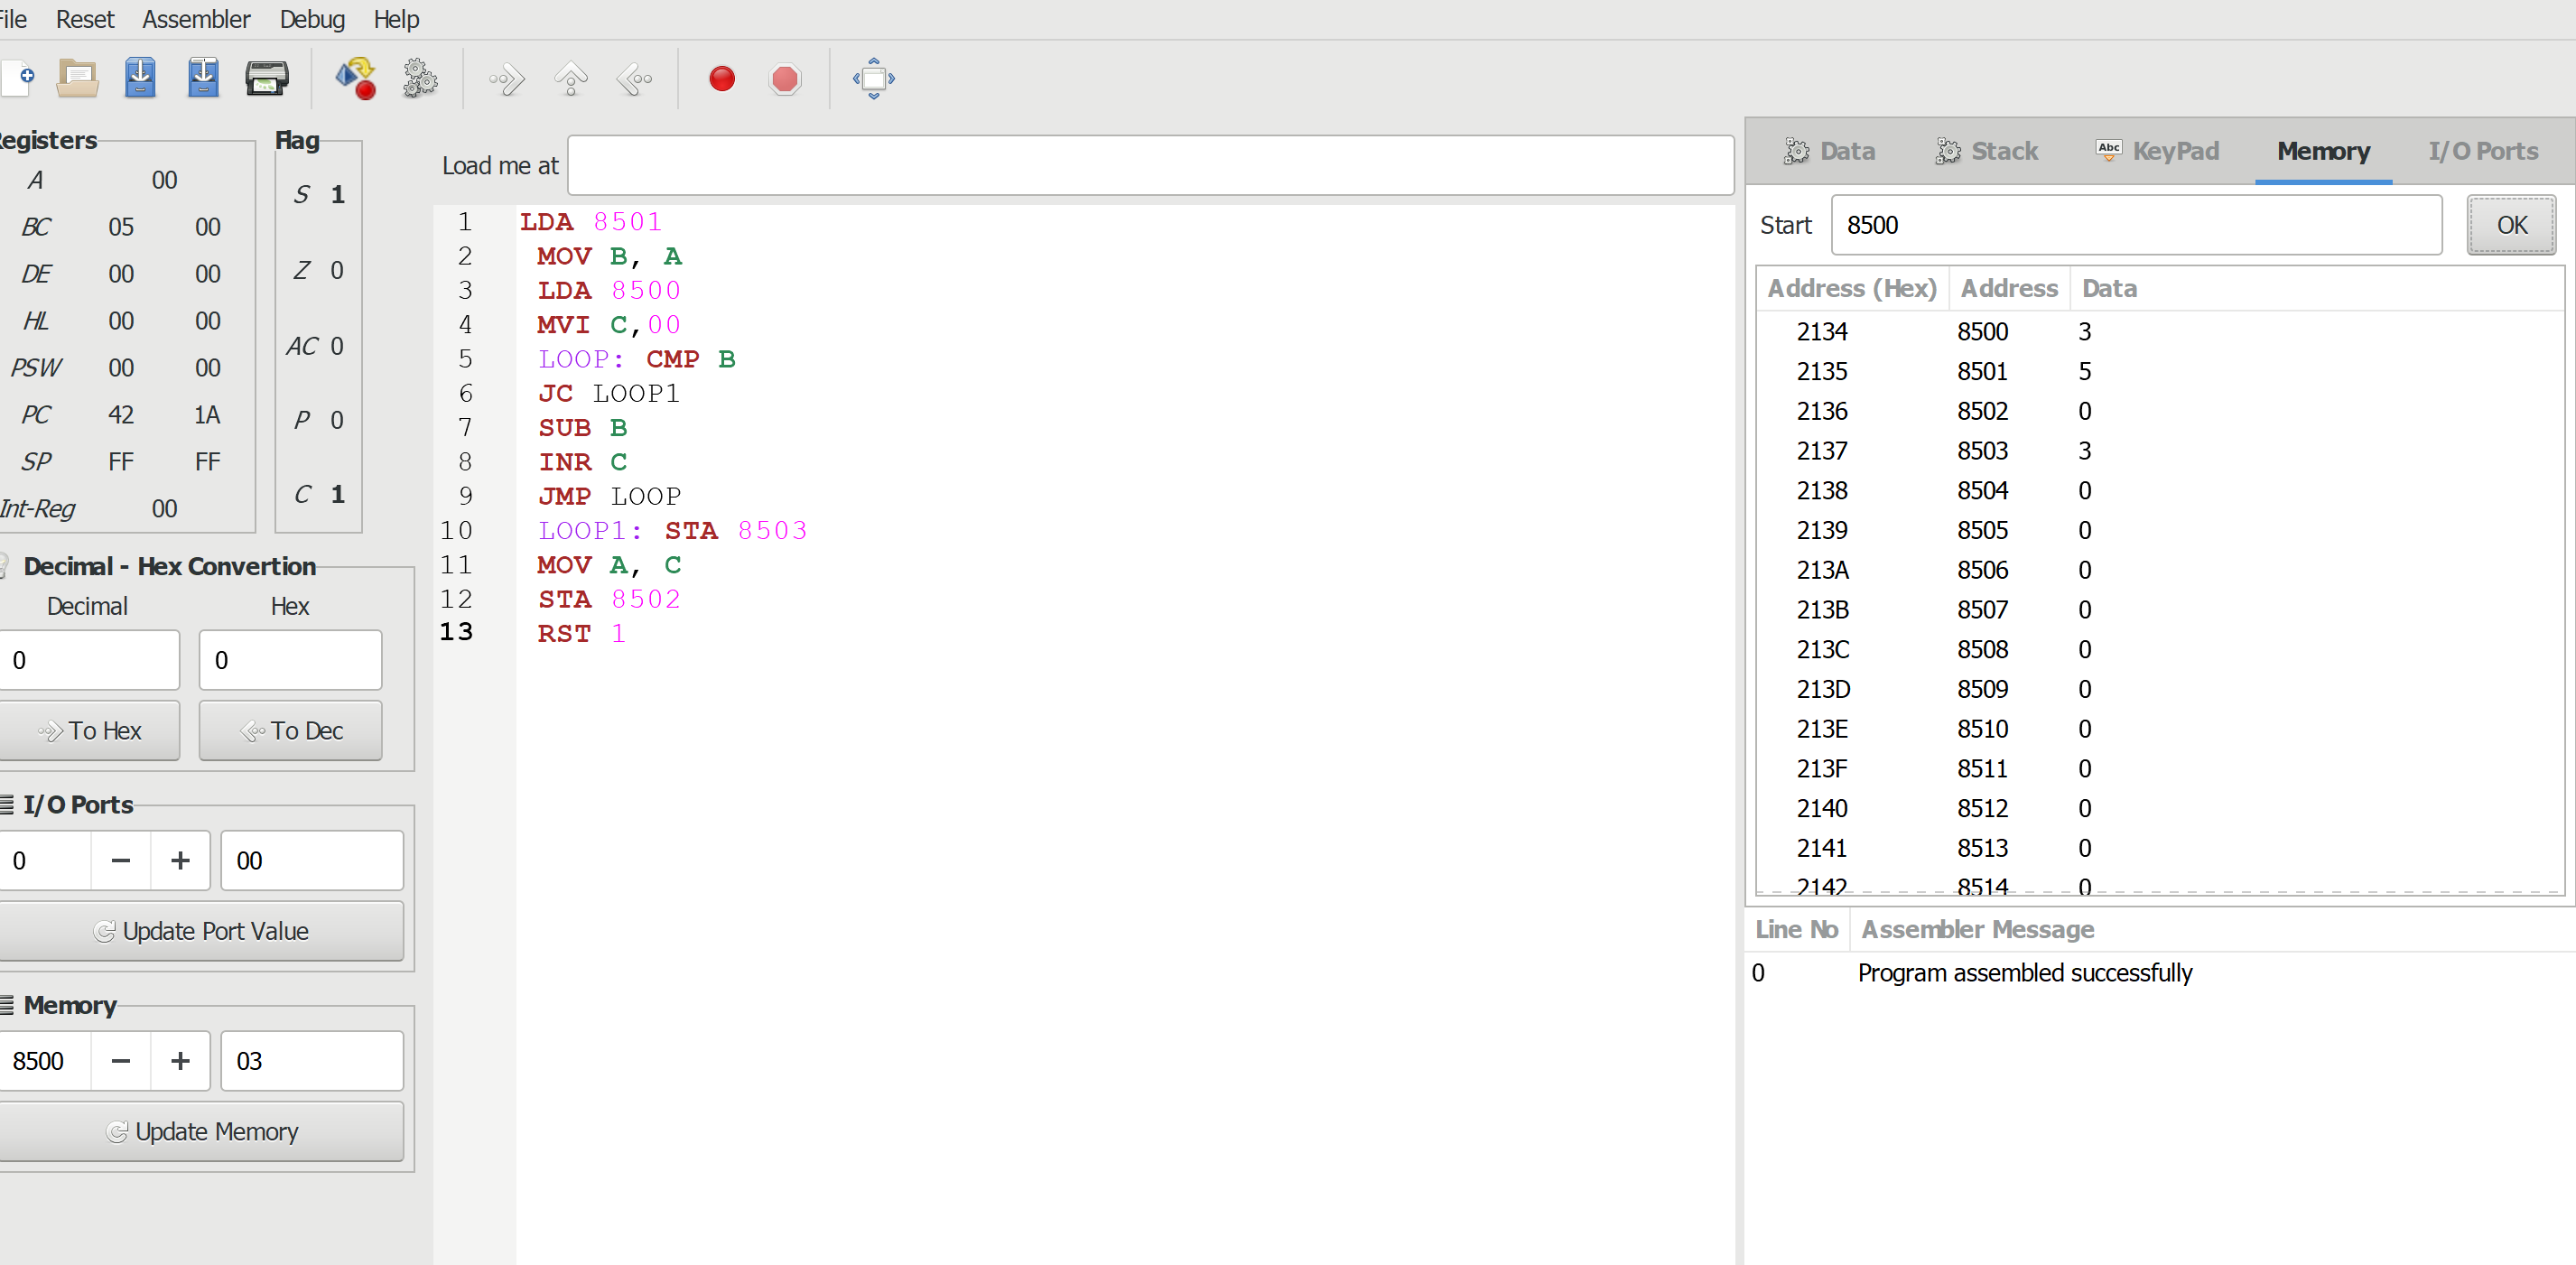 File Reset Assembler Debug Help
Registers
A 00
BC 05 00
DE 00 00
HL 00 00
PSW 00 00
PC 42 1A
SP FF FF
Int-Reg 00
Flag
S 1
Z 0
AC 0
P 0
C 1
Decimal - Hex Convertion
Decimal Hex
0 0
To Hex To Dec
I/O Ports
0 − + 00
Update Port Value
Memory
8500 − + 03
Update Memory
Load me at
1 LDA 8501
2 MOV B, A
3 LDA 8500
4 MVI C,00
5 LOOP: CMP B
6 JC LOOP1
7 SUB B
8 INR C
9 JMP LOOP
10 LOOP1: STA 8503
11 MOV A, C
12 STA 8502
13 RST 1
Data Stack Abc KeyPad Memory I/O Ports
Start 8500 OK
Address (Hex) Address Data
2134 8500 3
2135 8501 5
2136 8502 0
2137 8503 3
2138 8504 0
2139 8505 0
213A 8506 0
213B 8507 0
213C 8508 0
213D 8509 0
213E 8510 0
213F 8511 0
2140 8512 0
2141 8513 0
2142 8514 0
Line No Assembler Message
0 Program assembled successfully